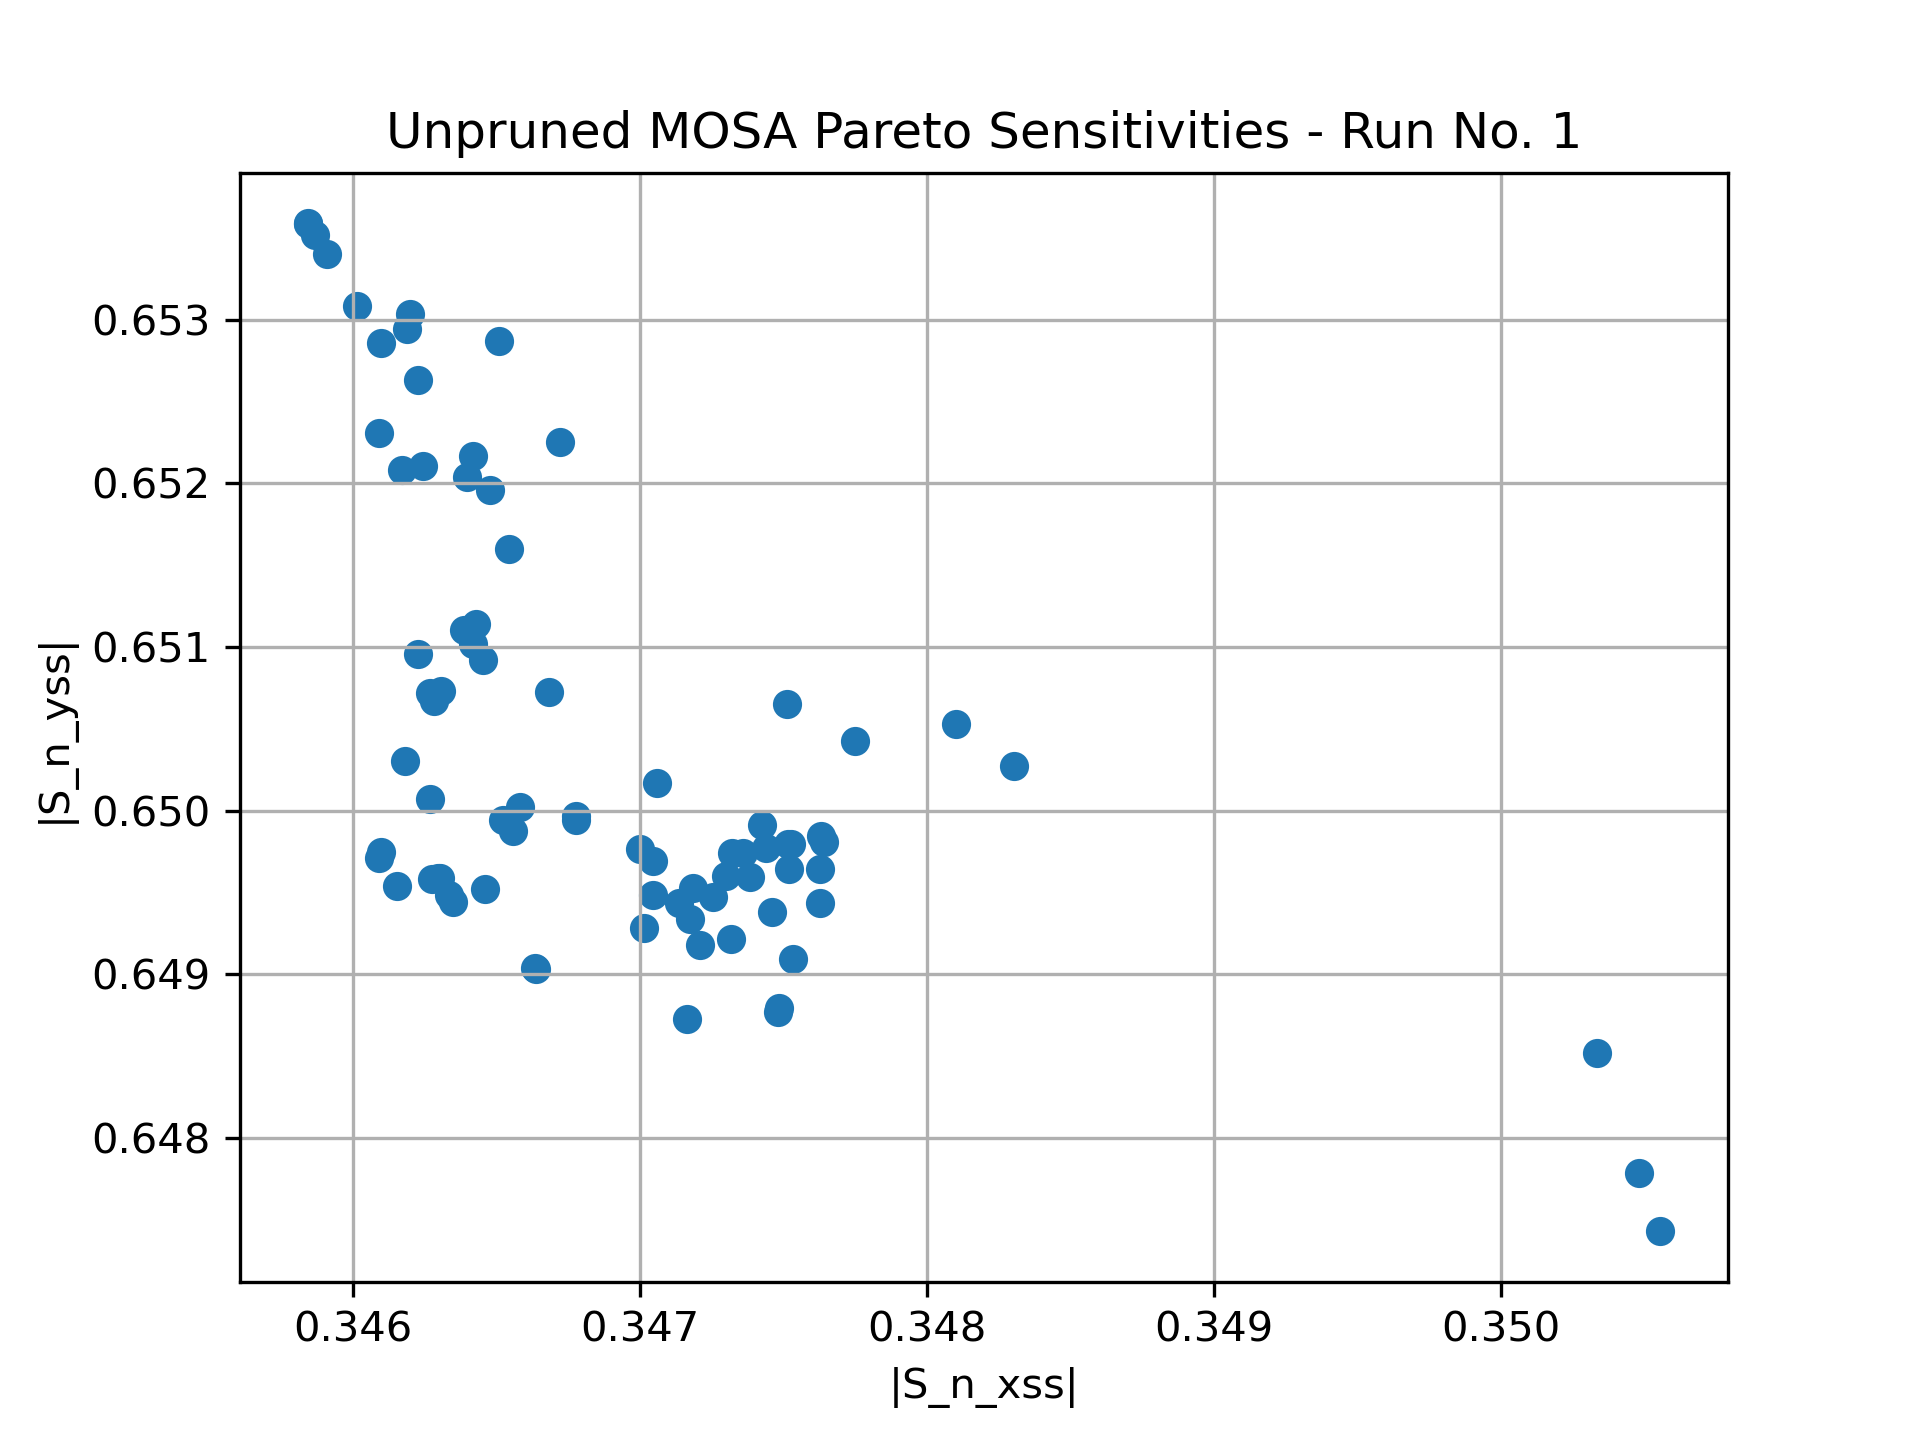 Unpruned MOSA Pareto Sensitivities - Run No. 1
|S_n_yss|
0.653
0.652
0.651
0.650
0.649
0.648
0.346 0.347 0.348 0.349 0.350
|S_n_xss|